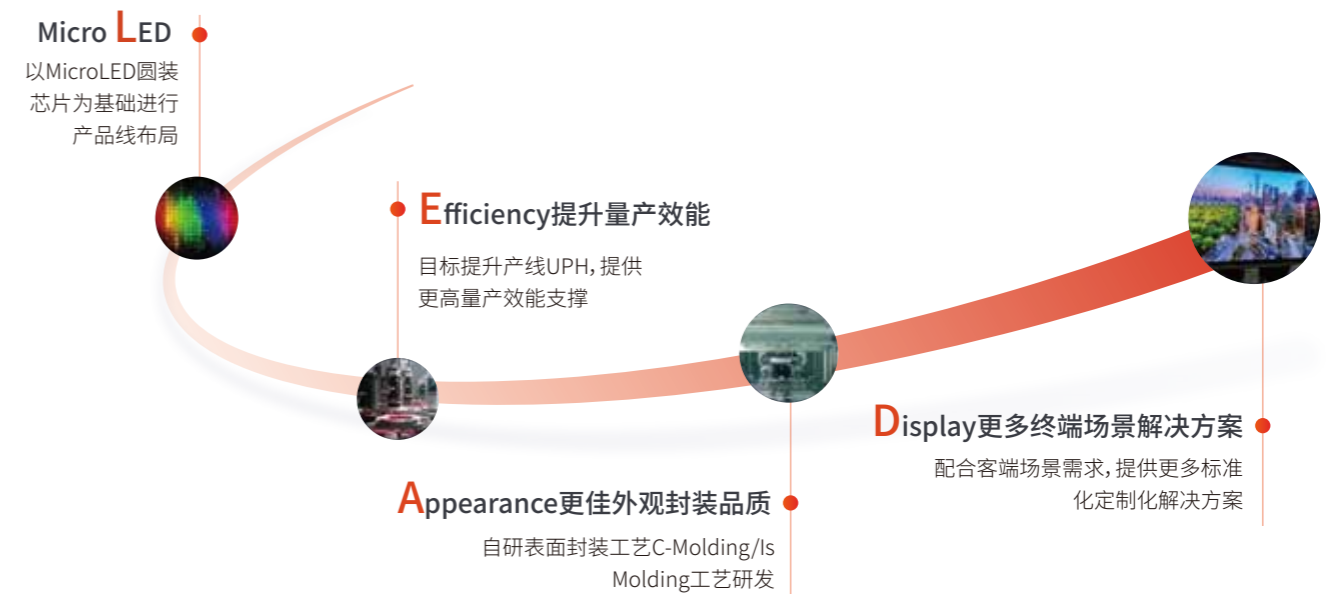 Micro LED
以MicroLED圆装
芯片为基础进行
产品线布局
Efficiency提升量产效能
目标提升产线UPH，提供
更高量产效能支撑
Appearance更佳外观封装品质
自研表面封装工艺C-Molding/Is
Molding工艺研发
Display更多终端场景解决方案
配合客端场景需求，提供更多标准
化定制化解决方案